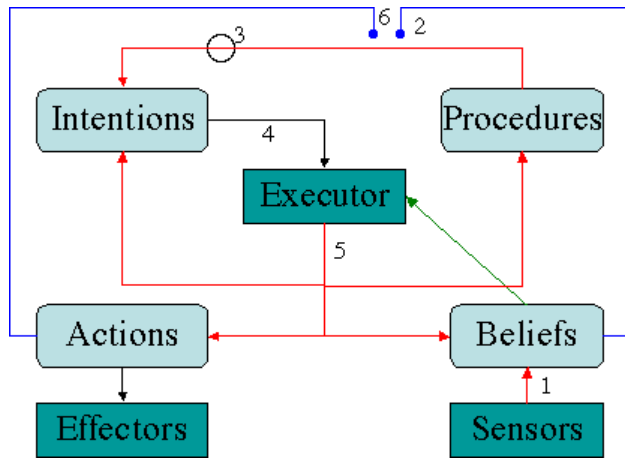 6
2
3
Intentions
Procedures
4
Executor
5
Actions
Beliefs
1
Effectors
Sensors